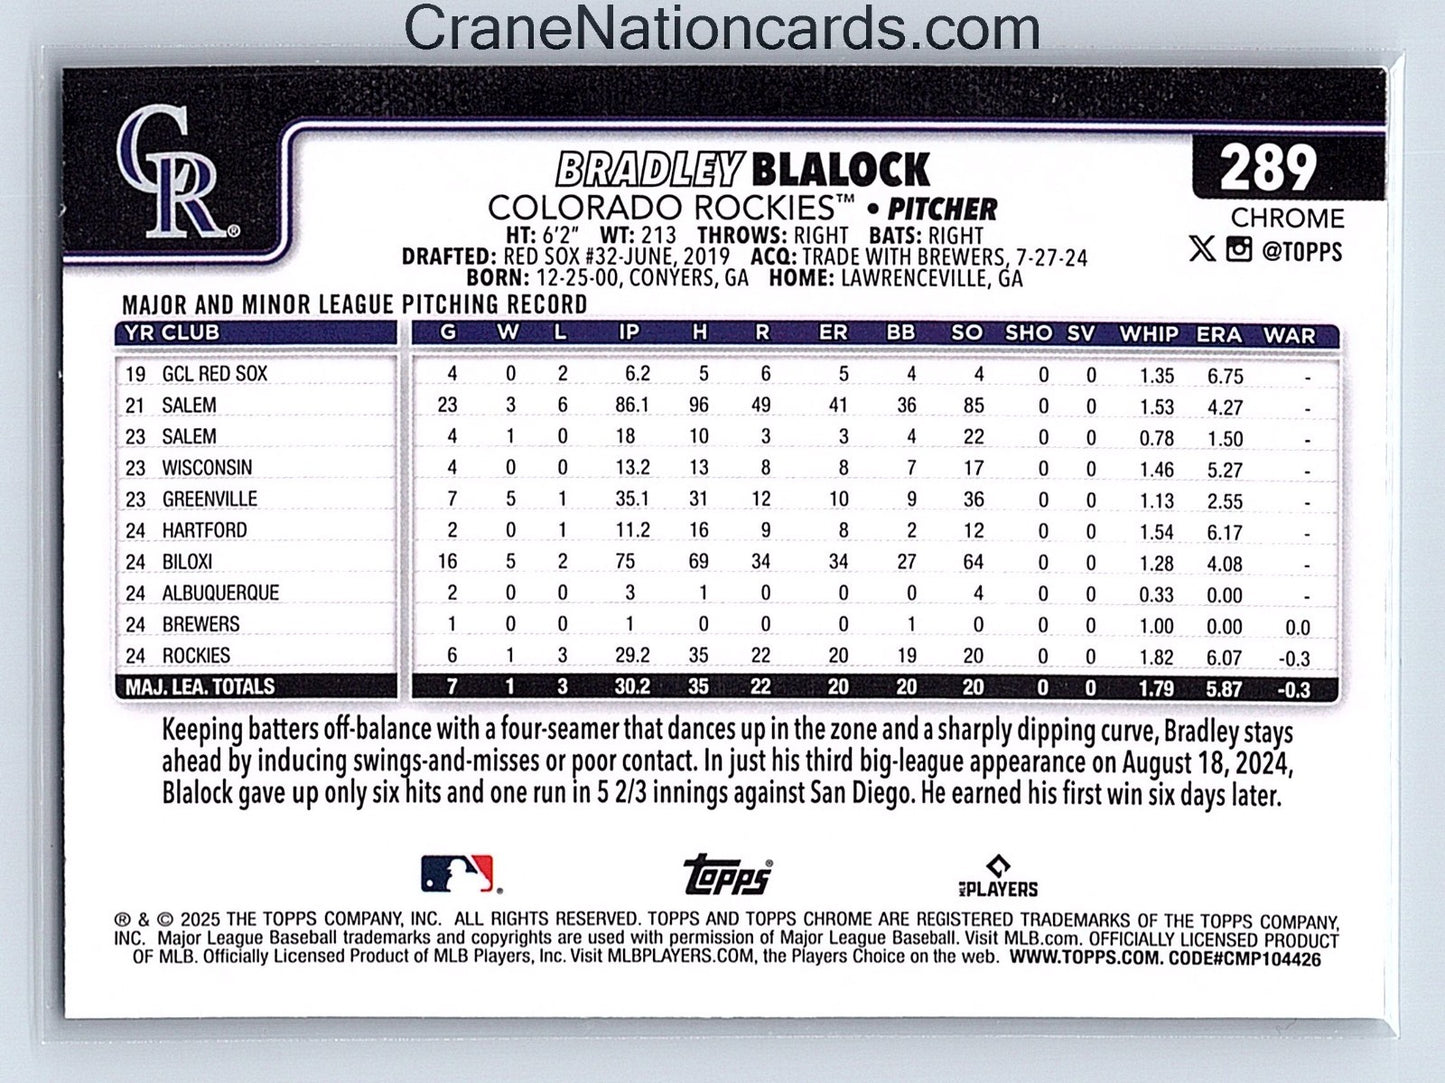 CraneNationcards.com
CR®
BRADLEY BLALOCK
289
COLORADO ROCKIES™ • PITCHER
CHROME
HT: 6'2" WT: 213 THROWS: RIGHT BATS: RIGHT
X @TOPPS
DRAFTED: RED SOX #32-JUNE, 2019 ACQ: TRADE WITH BREWERS, 7-27-24
BORN: 12-25-00, CONYERS, GA HOME: LAWRENCEVILLE, GA
MAJOR AND MINOR LEAGUE PITCHING RECORD
YR CLUB G W L IP H R ER BB SO SHO SV WHIP ERA WAR
19 GCL RED SOX 4 0 2 6.2 5 6 5 4 4 0 0 1.35 6.75 -
21 SALEM 23 3 6 86.1 96 49 41 36 85 0 0 1.53 4.27 -
23 SALEM 4 1 0 18 10 3 3 4 22 0 0 0.78 1.50 -
23 WISCONSIN 4 0 0 13.2 13 8 8 7 17 0 0 1.46 5.27 -
23 GREENVILLE 7 5 1 35.1 31 12 10 9 36 0 0 1.13 2.55 -
24 HARTFORD 2 0 1 11.2 16 9 8 2 12 0 0 1.54 6.17 -
24 BILOXI 16 5 2 75 69 34 34 27 64 0 0 1.28 4.08 -
24 ALBUQUERQUE 2 0 0 3 1 0 0 0 4 0 0 0.33 0.00 -
24 BREWERS 1 0 0 1 0 0 0 1 0 0 0 1.00 0.00 0.0
24 ROCKIES 6 1 3 29.2 35 22 20 19 20 0 0 1.82 6.07 -0.3
MAJ. LEA. TOTALS 7 1 3 30.2 35 22 20 20 20 0 0 1.79 5.87 -0.3
Keeping batters off-balance with a four-seamer that dances up in the zone and a sharply dipping curve, Bradley stays
ahead by inducing swings-and-misses or poor contact. In just his third big-league appearance on August 18, 2024,
Blalock gave up only six hits and one run in 5 2/3 innings against San Diego. He earned his first win six days later.
topps® MLB PLAYERS
® & © 2025 THE TOPPS COMPANY, INC. ALL RIGHTS RESERVED. TOPPS AND TOPPS CHROME ARE REGISTERED TRADEMARKS OF THE TOPPS COMPANY,
INC. Major League Baseball trademarks and copyrights are used with permission of Major League Baseball. Visit MLB.com. OFFICIALLY LICENSED PRODUCT
OF MLB. Officially Licensed Product of MLB Players, Inc. Visit MLBPLAYERS.COM, the Players Choice on the web. WWW.TOPPS.COM. CODE#CMP104426